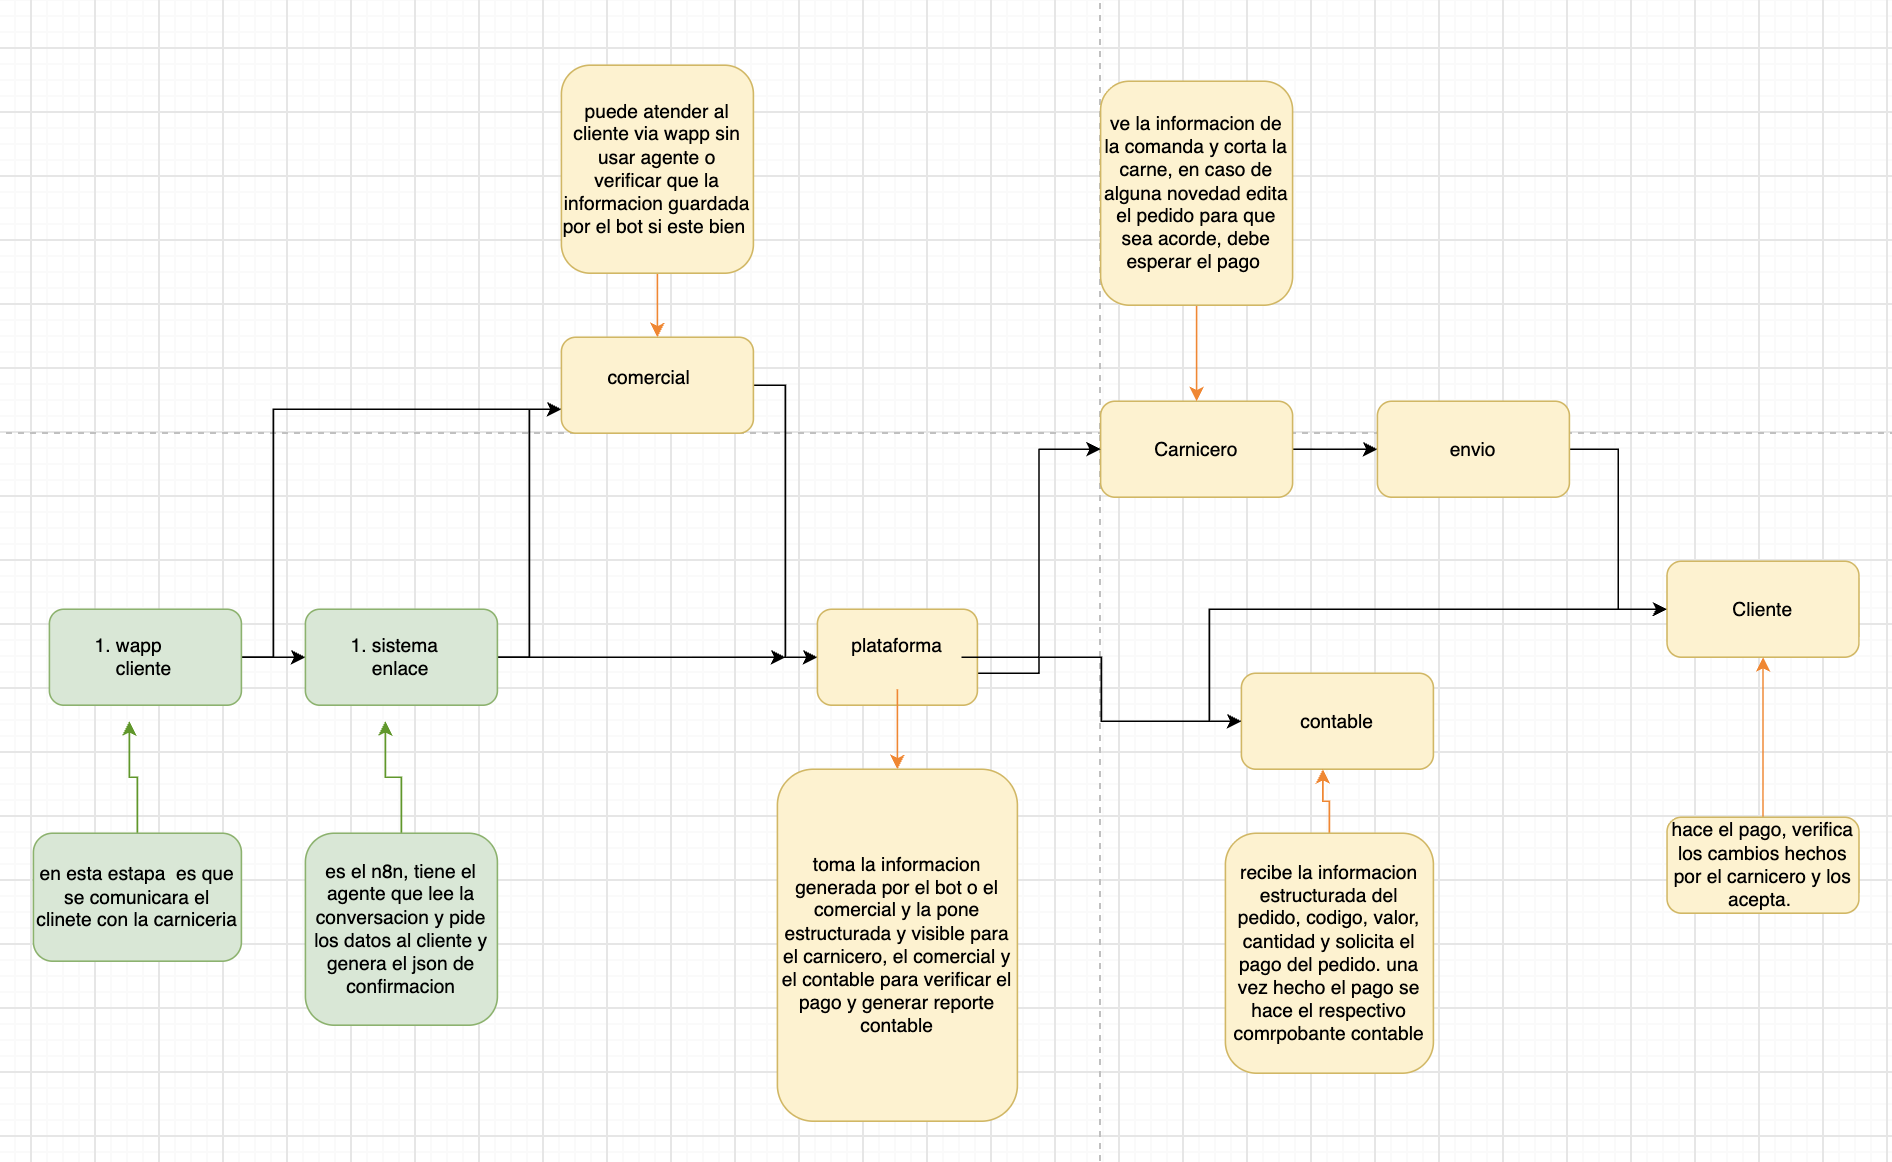 puede atender al
cliente via wapp sin
usar agente o
verificar que la
informacion guardada
por el bot si este bien
ve la informacion de
la comanda y corta la
carne, en caso de
alguna novedad edita
el pedido para que
sea acorde, debe
esperar el pago
comercial
Carnicero
envio
1. wapp
cliente
1. sistema
enlace
plataforma
Cliente
contable
en esta estapa  es que
se comunicara el
clinete con la carniceria
es el n8n, tiene el
agente que lee la
conversacion y pide
los datos al cliente y
genera el json de
confirmacion
toma la informacion
generada por el bot o el
comercial y la pone
estructurada y visible para
el carnicero, el comercial y
el contable para verificar el
pago y generar reporte
contable
recibe la informacion
estructurada del
pedido, codigo, valor,
cantidad y solicita el
pago del pedido. una
vez hecho el pago se
hace el respectivo
comrpobante contable
hace el pago, verifica
los cambios hechos
por el carnicero y los
acepta.